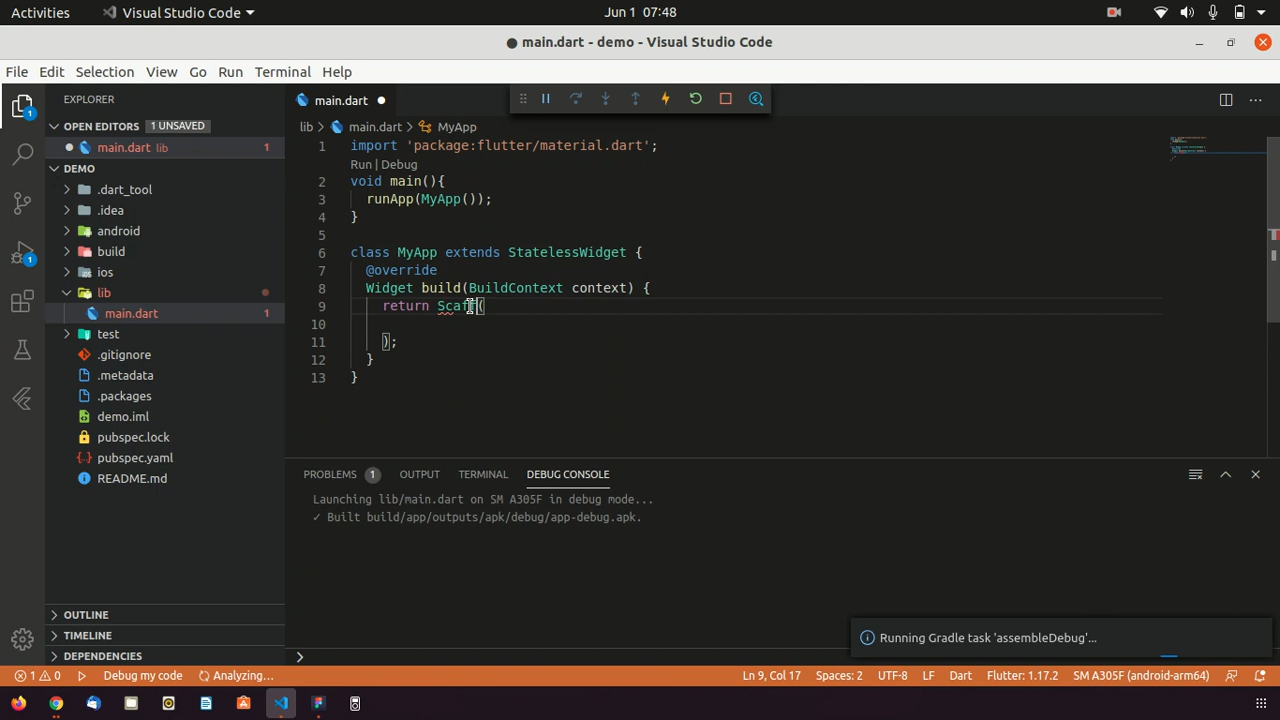 Activities Visual Studio Code Jun 1 07:48
main.dart - demo - Visual Studio Code
File Edit Selection View Go Run Terminal Help
EXPLORER
OPEN EDITORS 1 UNSAVED
main.dart lib 1
DEMO
.dart_tool
.idea
android
build
ios
lib
main.dart 1
test
.gitignore
.metadata
.packages
demo.iml
pubspec.lock
pubspec.yaml
README.md
OUTLINE
TIMELINE
DEPENDENCIES
1
1
main.dart
lib > main.dart > MyApp
1 import 'package:flutter/material.dart';
Run | Debug
2 void main(){
3 runApp(MyApp());
4 }
5
6 class MyApp extends StatelessWidget {
7 @override
8 Widget build(BuildContext context) {
9 return Scaff(
10
11 );
12 }
13 }
PROBLEMS 1 OUTPUT TERMINAL DEBUG CONSOLE
Launching lib/main.dart on SM A305F in debug mode...
✓ Built build/app/outputs/apk/debug/app-debug.apk.
Running Gradle task 'assembleDebug'...
1 0 Debug my code Analyzing... Ln 9, Col 17 Spaces: 2 UTF-8 LF Dart Flutter: 1.17.2 SM A305F (android-arm64)